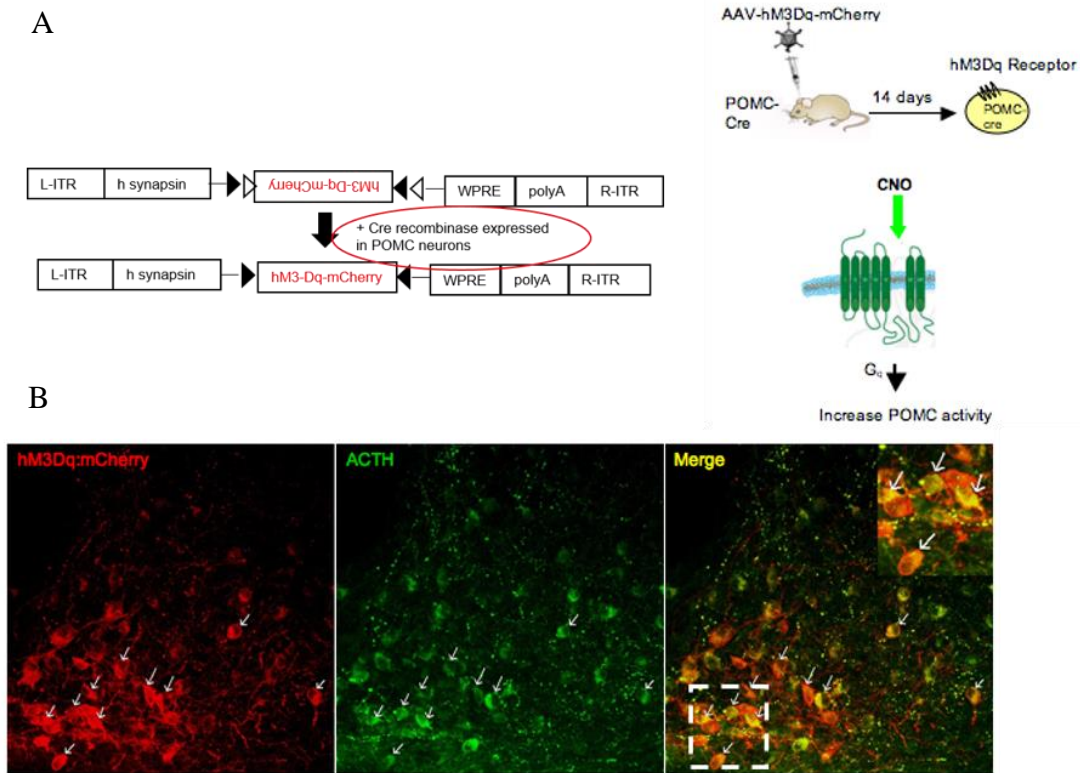 A
AAV-hM3Dq-mCherry
hM3Dq Receptor
POMC-
Cre
14 days
POMC-
cre
L-ITR
h synapsin
hM3-Dq-mCherry
WPRE
polyA
R-ITR
+ Cre recombinase expressed
in POMC neurons
L-ITR
h synapsin
hM3-Dq-mCherry
WPRE
polyA
R-ITR
CNO
Gq
Increase POMC activity
B
hM3Dq:mCherry
ACTH
Merge